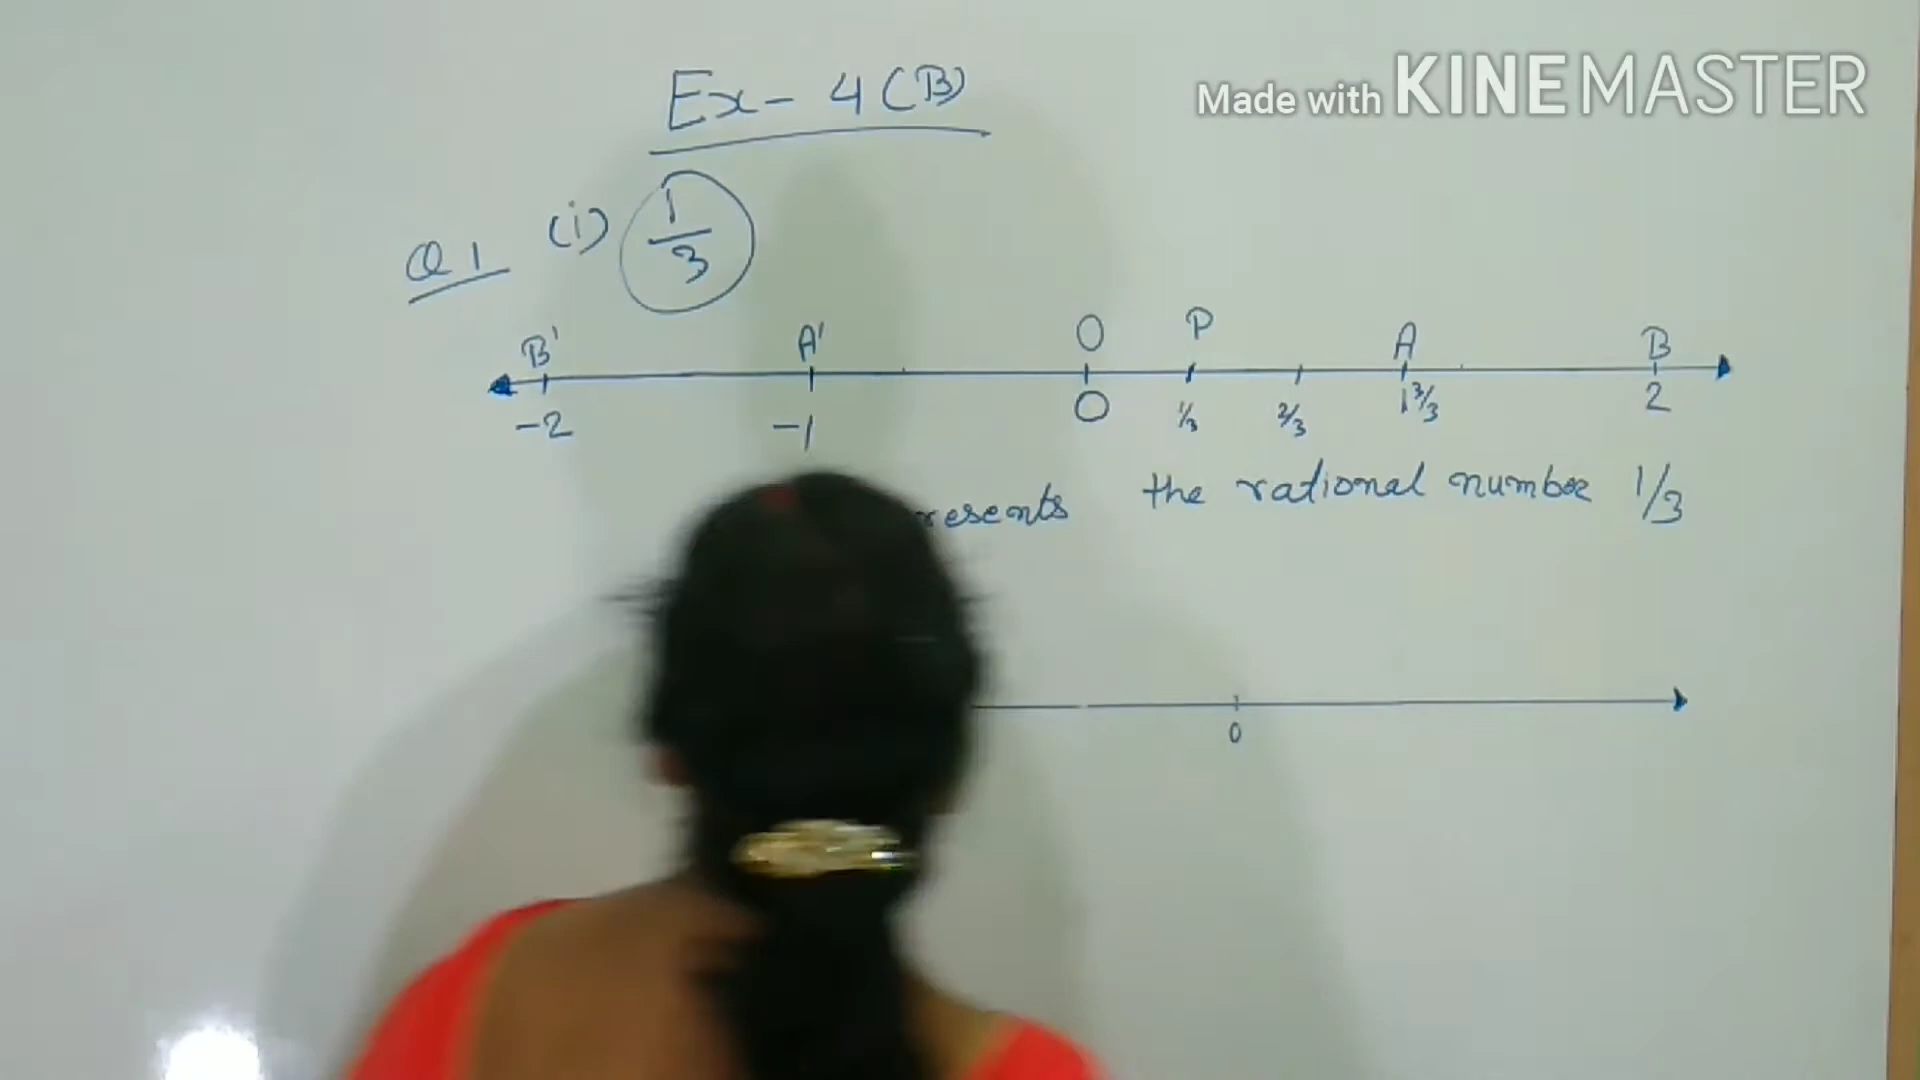 Made with KINEMASTER
Ex- 4(B)
Q1 (i) 1/3
B' A' O P A B
-2 -1 0 1/3 2/3 1 3/3 2
the rational number 1/3
0